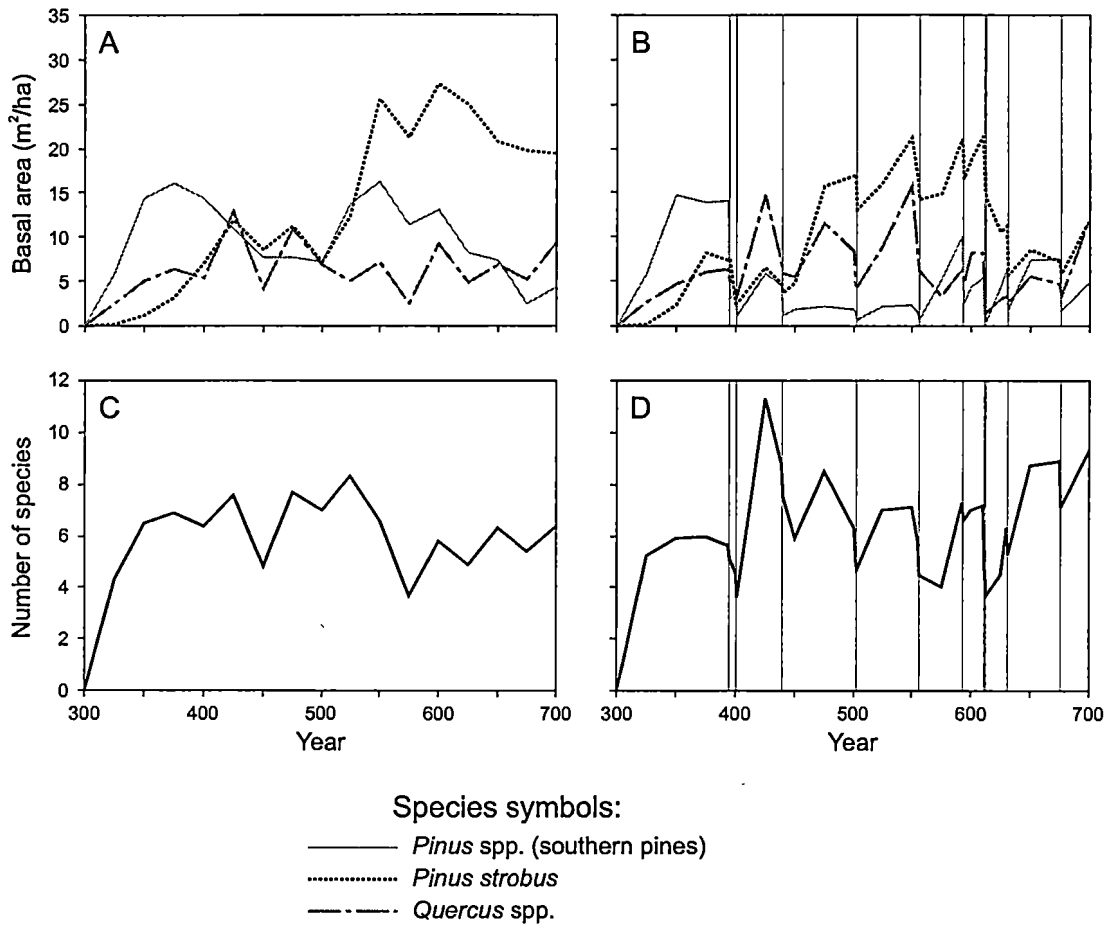 A
B
35
30
25
20
15
10
5
0
Basal area (m²/ha)
C
D
12
10
8
6
4
2
0
Number of species
300 400 500 600 700
300 400 500 600 700
Year
Year
Species symbols:
Pinus spp. (southern pines)
Pinus strobus
Quercus spp.